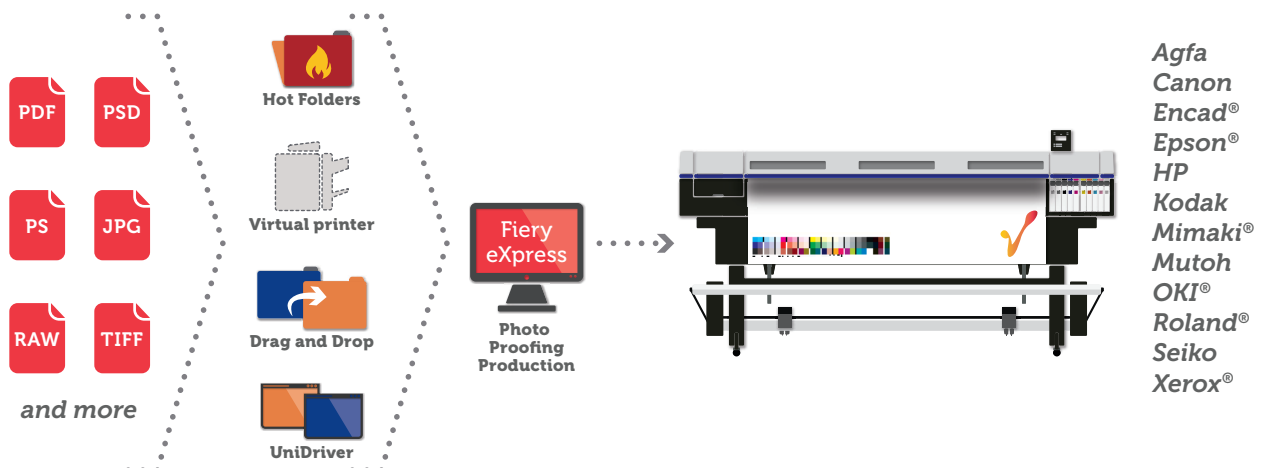 PDF
PSD
PS
JPG
RAW
TIFF
and more
Hot Folders
Virtual printer
Drag and Drop
UniDriver
Fiery
eXpress
Photo
Proofing
Production
Agfa
Canon
Encad®
Epson®
HP
Kodak
Mimaki®
Mutoh
OKI®
Roland®
Seiko
Xerox®